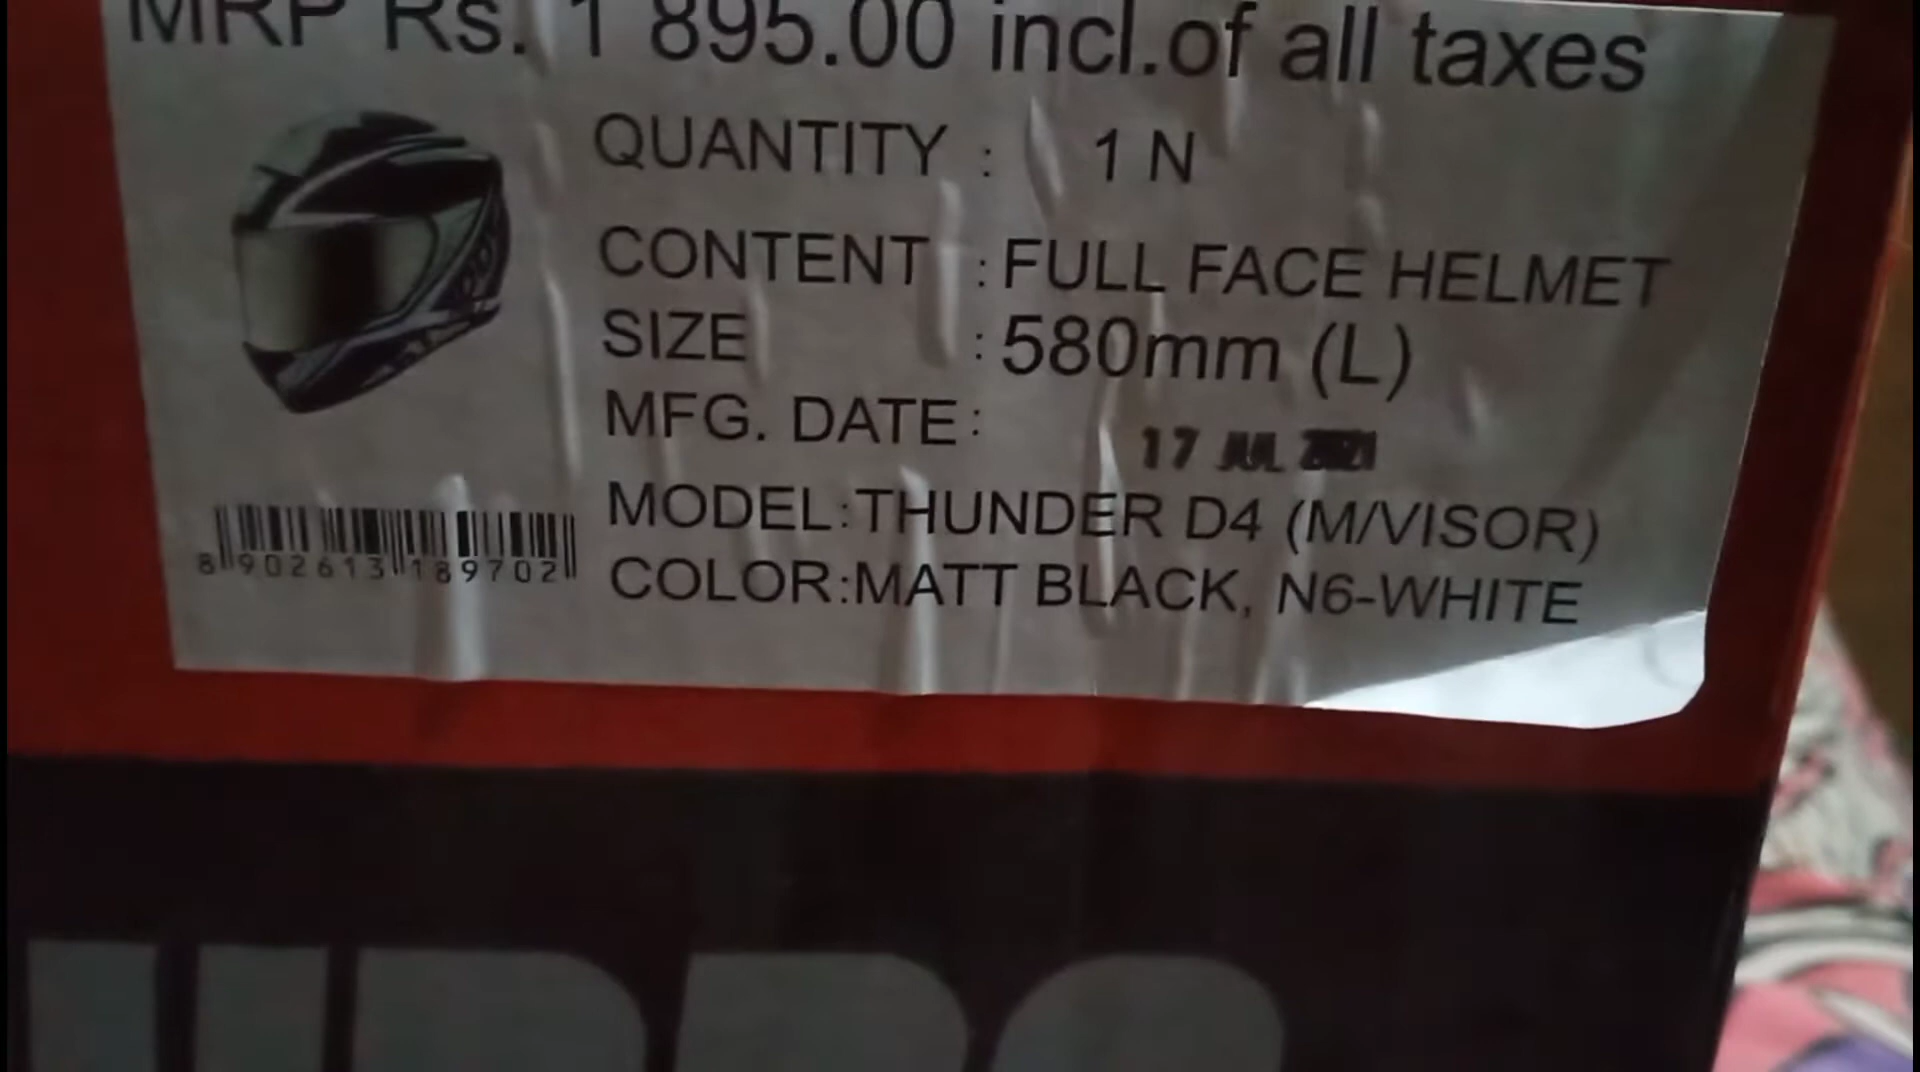 MRP Rs. 1 895.00 incl.of all taxes
QUANTITY : 1 N
CONTENT : FULL FACE HELMET
SIZE : 580mm (L)
MFG. DATE: 17 JUL 2021
MODEL:THUNDER D4 (M/VISOR)
COLOR:MATT BLACK, N6-WHITE
8 902613 189702